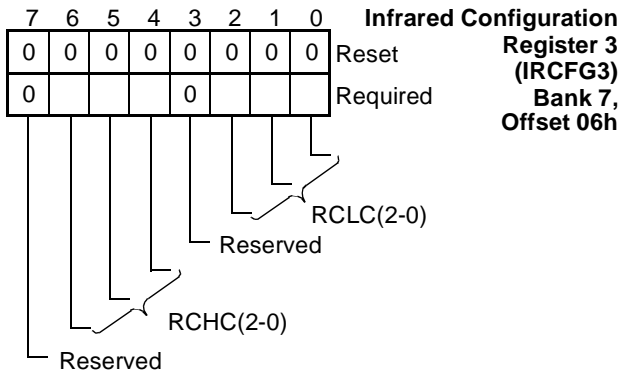 7 6 5 4 3 2 1 0
Infrared Configuration
Register 3
(IRCFG3)
Bank 7,
Offset 06h
0 0 0 0 0 0 0 0 Reset
0 0 Required
RCLC(2-0)
Reserved
RCHC(2-0)
Reserved